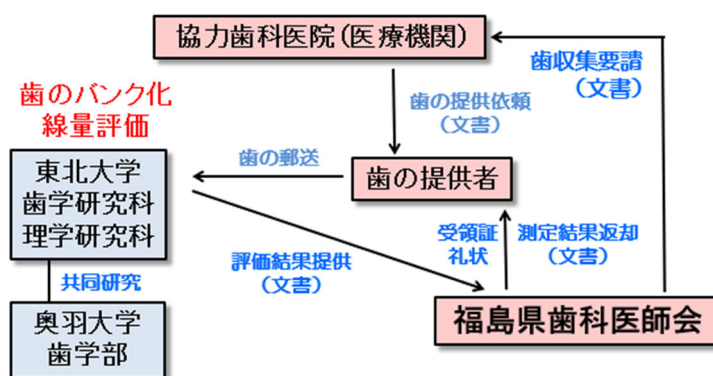 協力歯科医院（医療機関）
歯収集要請
（文書）
歯のバンク化
線量評価
歯の提供依頼
（文書）
東北大学
歯学研究科
理学研究科
歯の郵送
歯の提供者
受領証
礼状
測定結果返却
（文書）
評価結果提供
（文書）
共同研究
奥羽大学
歯学部
福島県歯科医師会